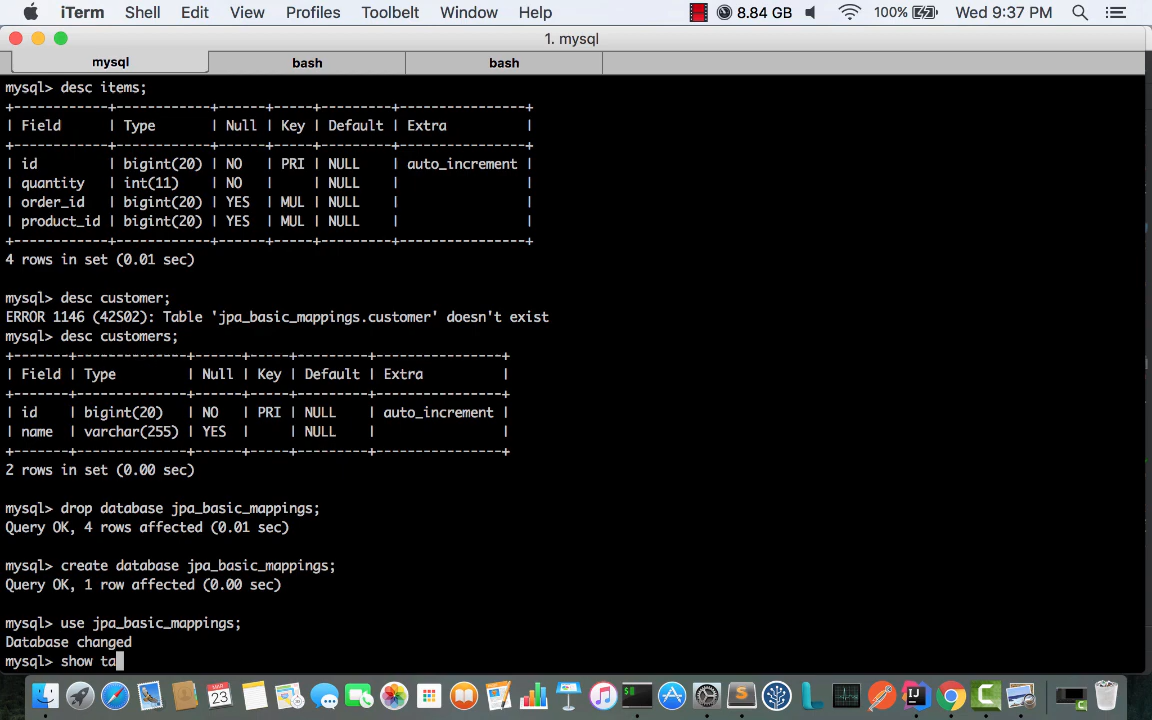 iTerm Shell Edit View Profiles Toolbelt Window Help 8.84 GB 100% Wed 9:37 PM
1. mysql
mysql bash bash
mysql> desc items;
+------------+------------+------+-----+---------+----------------+
| Field | Type | Null | Key | Default | Extra |
+------------+------------+------+-----+---------+----------------+
| id | bigint(20) | NO | PRI | NULL | auto_increment |
| quantity | int(11) | NO | | NULL | |
| order_id | bigint(20) | YES | MUL | NULL | |
| product_id | bigint(20) | YES | MUL | NULL | |
+------------+------------+------+-----+---------+----------------+
4 rows in set (0.01 sec)
mysql> desc customer;
ERROR 1146 (42S02): Table 'jpa_basic_mappings.customer' doesn't exist
mysql> desc customers;
+-------+--------------+------+-----+---------+----------------+
| Field | Type | Null | Key | Default | Extra |
+-------+--------------+------+-----+---------+----------------+
| id | bigint(20) | NO | PRI | NULL | auto_increment |
| name | varchar(255) | YES | | NULL | |
+-------+--------------+------+-----+---------+----------------+
2 rows in set (0.00 sec)
mysql> drop database jpa_basic_mappings;
Query OK, 4 rows affected (0.01 sec)
mysql> create database jpa_basic_mappings;
Query OK, 1 row affected (0.00 sec)
mysql> use jpa_basic_mappings;
Database changed
mysql> show ta
23